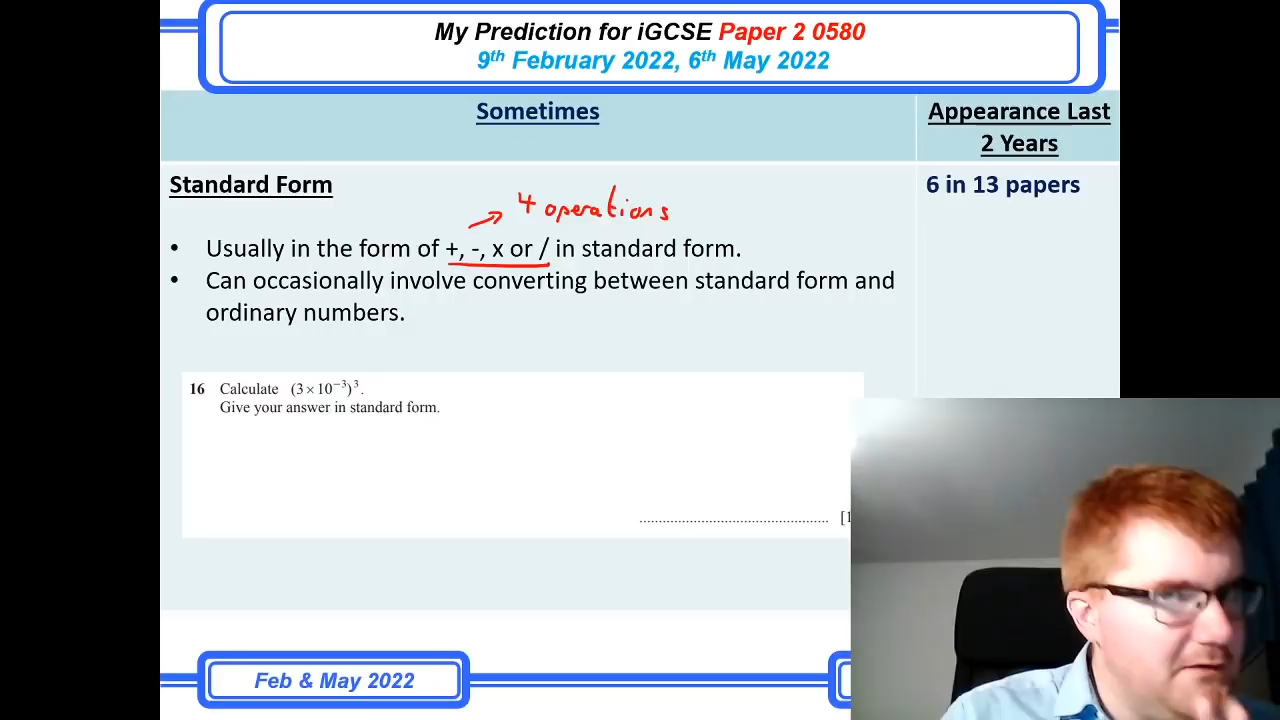 My Prediction for iGCSE Paper 2 0580
9th February 2022, 6th May 2022
Sometimes
Appearance Last
2 Years
Standard Form
6 in 13 papers
4 operations
• Usually in the form of +, -, x or / in standard form.
• Can occasionally involve converting between standard form and
ordinary numbers.
16 Calculate (3 × 10⁻³)³.
Give your answer in standard form.
................................................ [1
Feb & May 2022